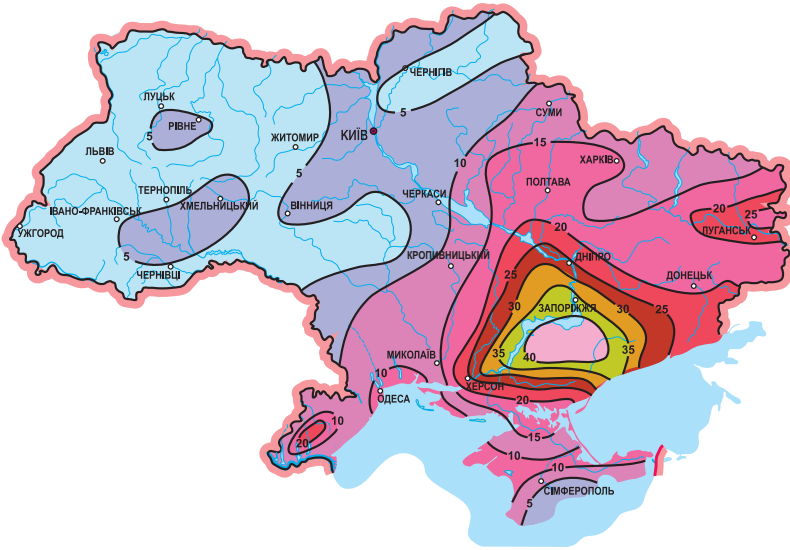 ЧЕРНІГІВ
5
ЛУЦЬК
РІВНЕ
5
СУМИ
КИЇВ
ЖИТОМИР
15
10
ХАРКІВ
ЛЬВІВ
5
ТЕРНОПІЛЬ
ПОЛТАВА
ХМЕЛЬНИЦЬКИЙ
ЧЕРКАСИ
ВІННИЦЯ
ІВАНО-ФРАНКІВСЬК
20
25
УЖГОРОД
20
ЛУГАНСЬК
5
ЧЕРНІВЦІ
КРОПИВНИЦЬКИЙ
ДНІПРО
25
ДОНЕЦЬК
30
ЗАПОРІЖЖЯ
30
25
35
40
35
МИКОЛАЇВ
10
ХЕРСОН
ОДЕСА
20
10
20
15
10
10
СІМФЕРОПОЛЬ
5